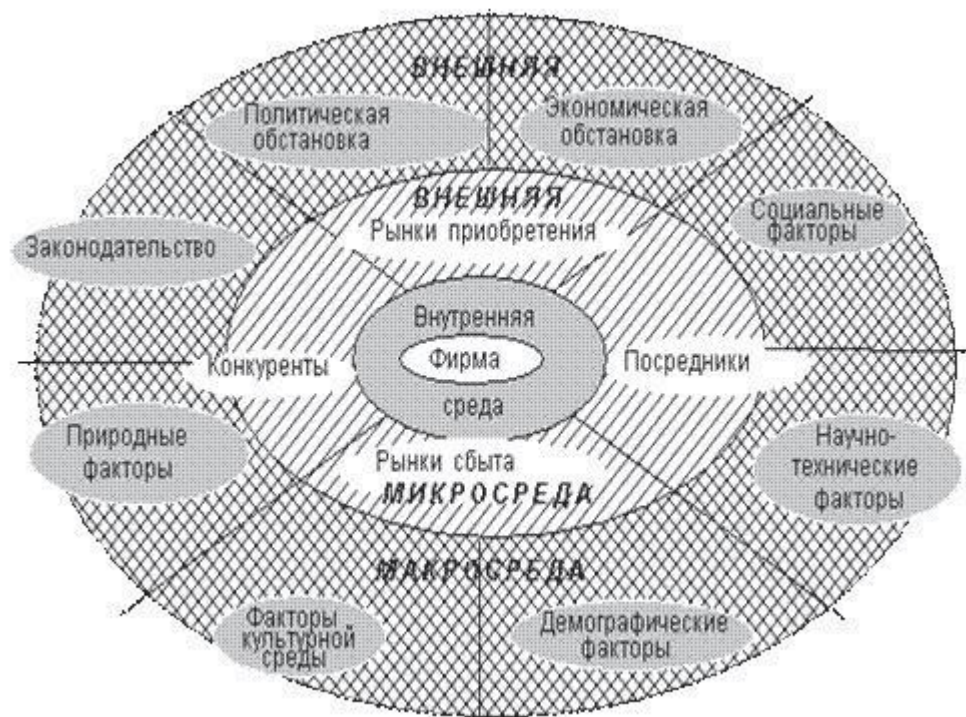 ВНЕШНЯЯ
Политическая
обстановка
Экономическая
обстановка
ВНЕШНЯЯ
Рынки приобретения
Социальные
факторы
Законодательство
Внутренняя
Фирма
среда
Конкуренты
Посредники
Природные
факторы
Рынки сбыта
МИКРОСРЕДА
Научно-
технические
факторы
МАКРОСРЕДА
Факторы
культурной
среды
Демографические
факторы